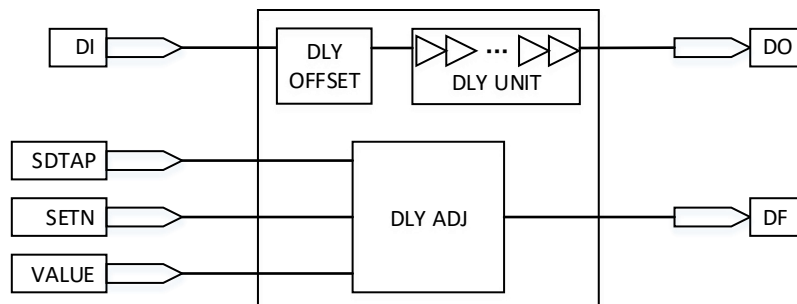 DI
DLY
OFFSET
...
DLY UNIT
DO
SDTAP
SETN
VALUE
DLY ADJ
DF